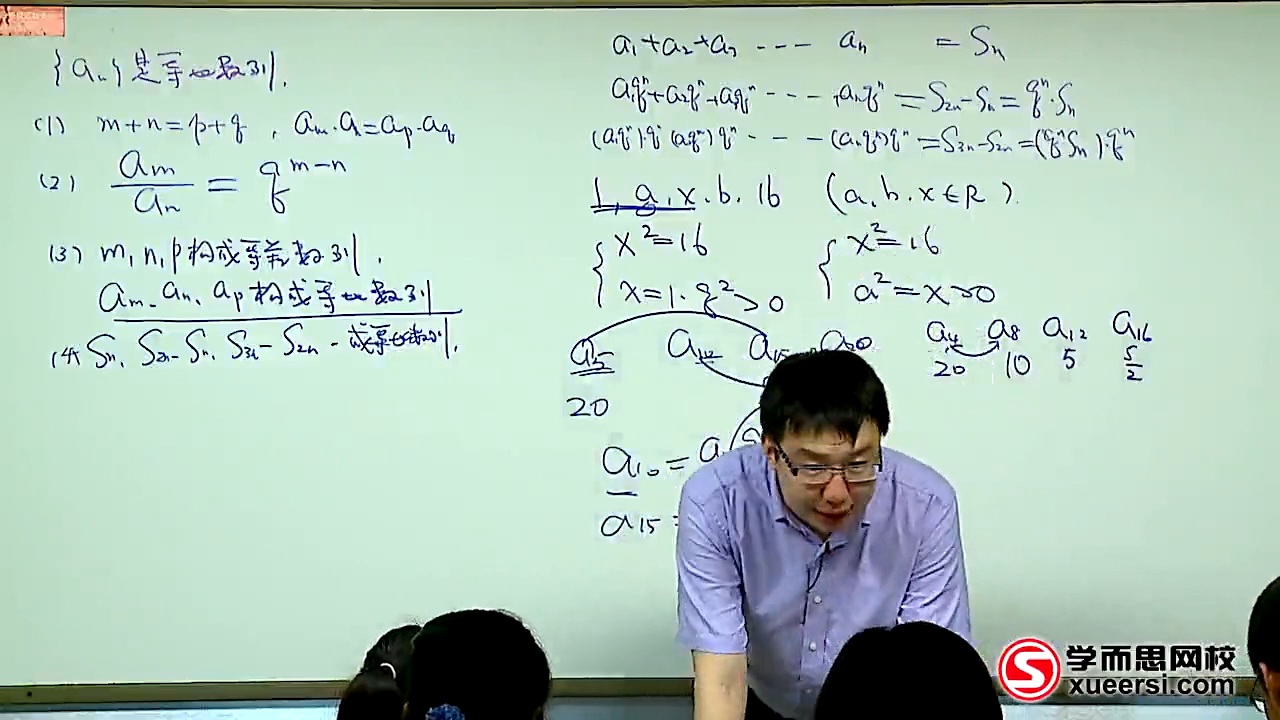 {aₙ}是等比数列.
(1) m+n=p+q , aₘ·aₙ=aₚ·a_q
(2) aₘ/aₙ = q^(m-n)
(3) m,n,p构成等差数列.
aₘ、aₙ、aₚ构成等比数列
(4) Sₙ、S₂ₙ-Sₙ、S₃ₙ-S₂ₙ - 成等比数列.
a₁+a₂+a₃ --- aₙ = Sₙ
a₁qⁿ+a₂qⁿ+a₃qⁿ --- +aₙqⁿ = S₂ₙ-Sₙ = qⁿ·Sₙ
(a₁qⁿ)·qⁿ (a₂qⁿ)qⁿ --- (aₙqⁿ)qⁿ = S₃ₙ-S₂ₙ = (qⁿSₙ)·qⁿ
1,a,x,b,16 (a,b,x∈R).
{ x²=16
x=1·q²>0
{ x²=16
a²=x>0
a₅ a₁₀ a₁₅ a₂₀
20
a₄ a₈ a₁₂ a₁₆
20 10 5 5/2
a₁₀=a
a₁₅=
学而思网校
xueersi.com